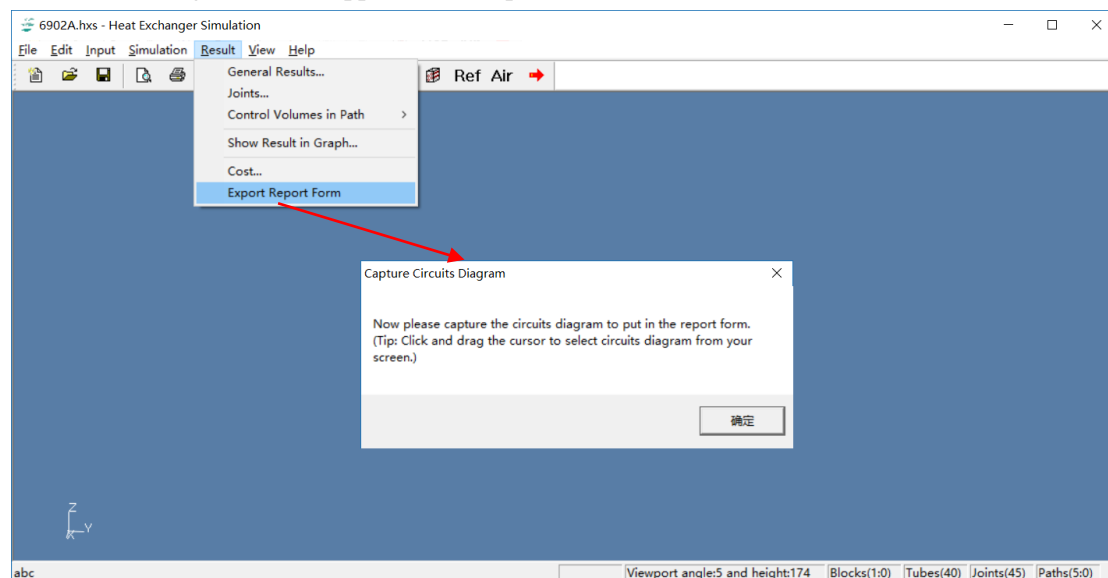 6902A.hxs - Heat Exchanger Simulation
File Edit Input Simulation Result View Help
Ref Air
General Results...
Joints...
Control Volumes in Path
Show Result in Graph...
Cost...
Export Report Form
Capture Circuits Diagram
Now please capture the circuits diagram to put in the report form.
(Tip: Click and drag the cursor to select circuits diagram from your
screen.)
确定
Z
Y
abc
Viewport angle:5 and height:174 Blocks(1:0) Tubes(40) Joints(45) Paths(5:0)